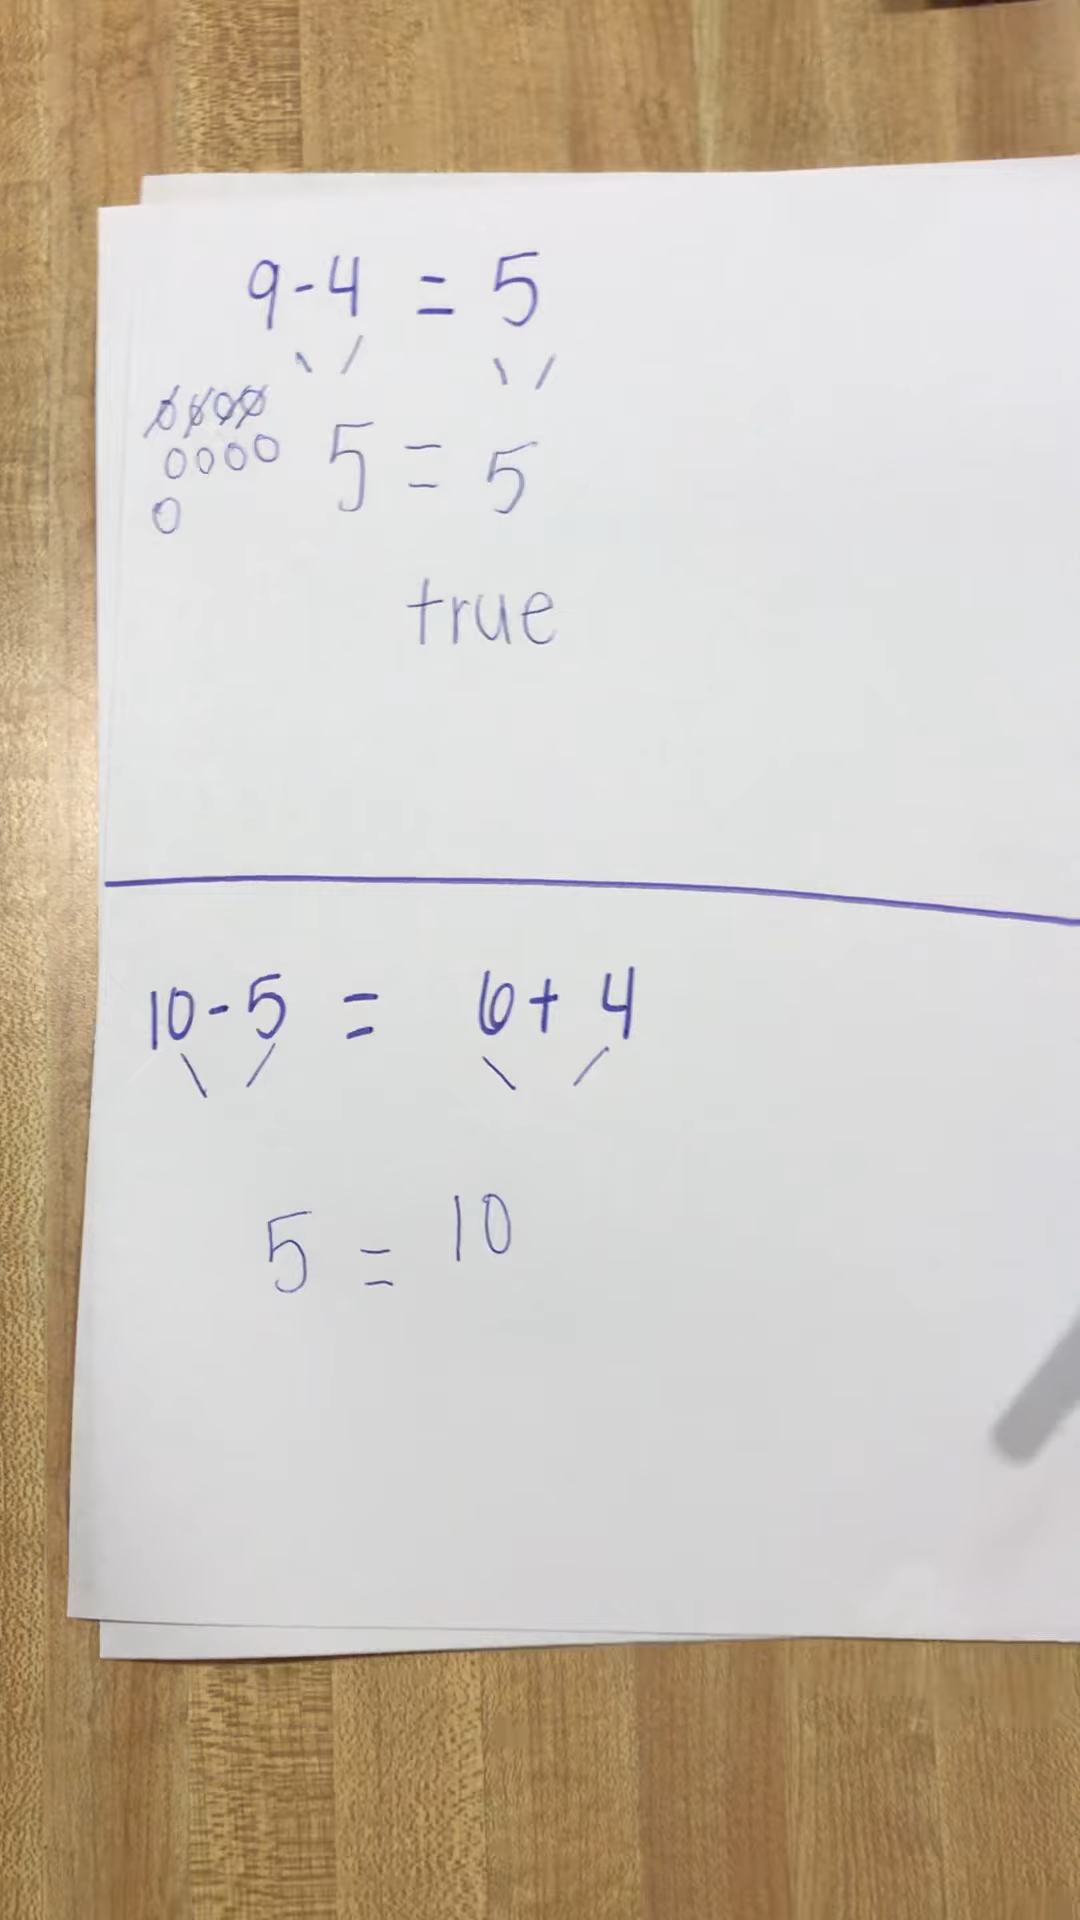 9-4 = 5
5 = 5
true
10-5 = 6+4
5 = 10